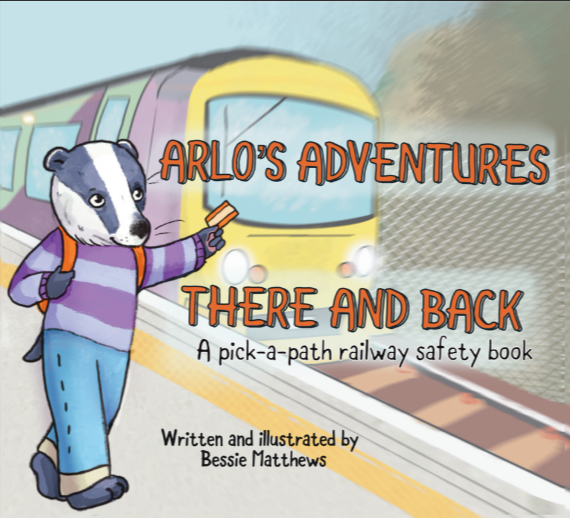 ARLO'S ADVENTURES
THERE AND BACK
A pick-a-path railway safety book
Written and illustrated by
Bessie Matthews